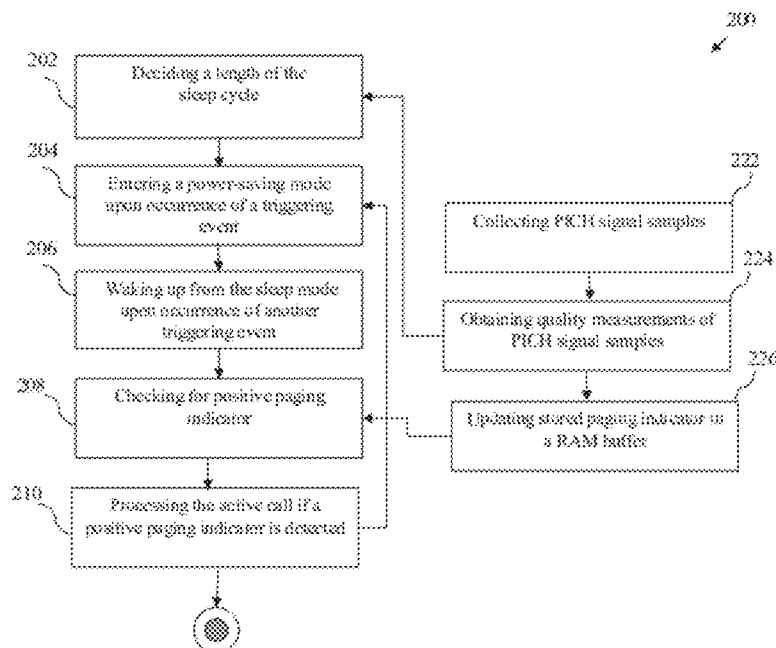 200
202
Deciding a length of the
sleep cycle
204
Entering a power-saving mode
upon occurrence of a triggering
event
206
Waking up from the sleep mode
upon occurrence of another
triggering event
208
Checking for positive paging
indicator
210
Processing the active call if a
positive paging indicator is detected
222
Collecting PICH signal samples
224
Obtaining quality measurements of
PICH signal samples
226
Updating stored paging indicator in
a RAM buffer